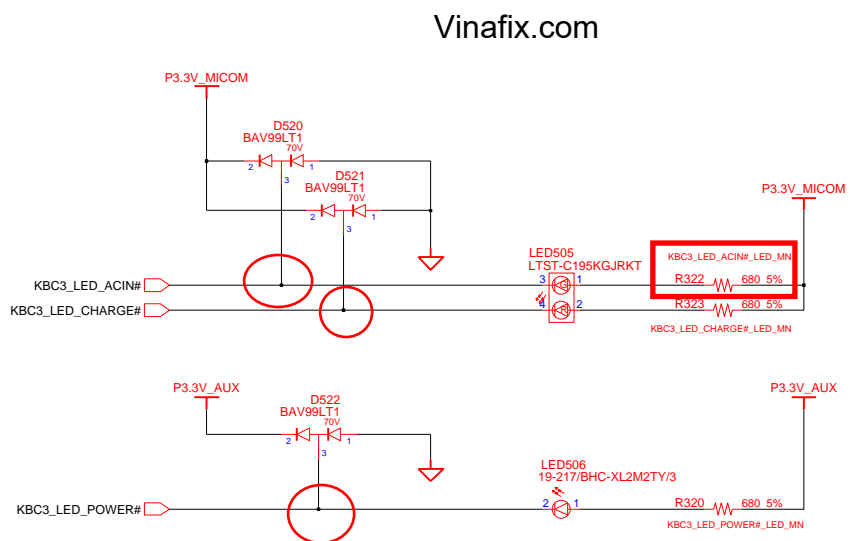 Vinafix.com
P3.3V_MICOM
D520
BAV99LT1
70V
2
1
3
D521
BAV99LT1
70V
2
1
3
P3.3V_MICOM
LED505
LTST-C195KGJRKT
KBC3_LED_ACIN#_LED_MN
KBC3_LED_ACIN#
3
G
1
R322
680 5%
KBC3_LED_CHARGE#
4
R
2
R323
680 5%
KBC3_LED_CHARGE#_LED_MN
P3.3V_AUX
P3.3V_AUX
D522
BAV99LT1
70V
2
1
3
LED506
19-217/BHC-XL2M2TY/3
KBC3_LED_POWER#
2
1
R320
680 5%
KBC3_LED_POWER#_LED_MN